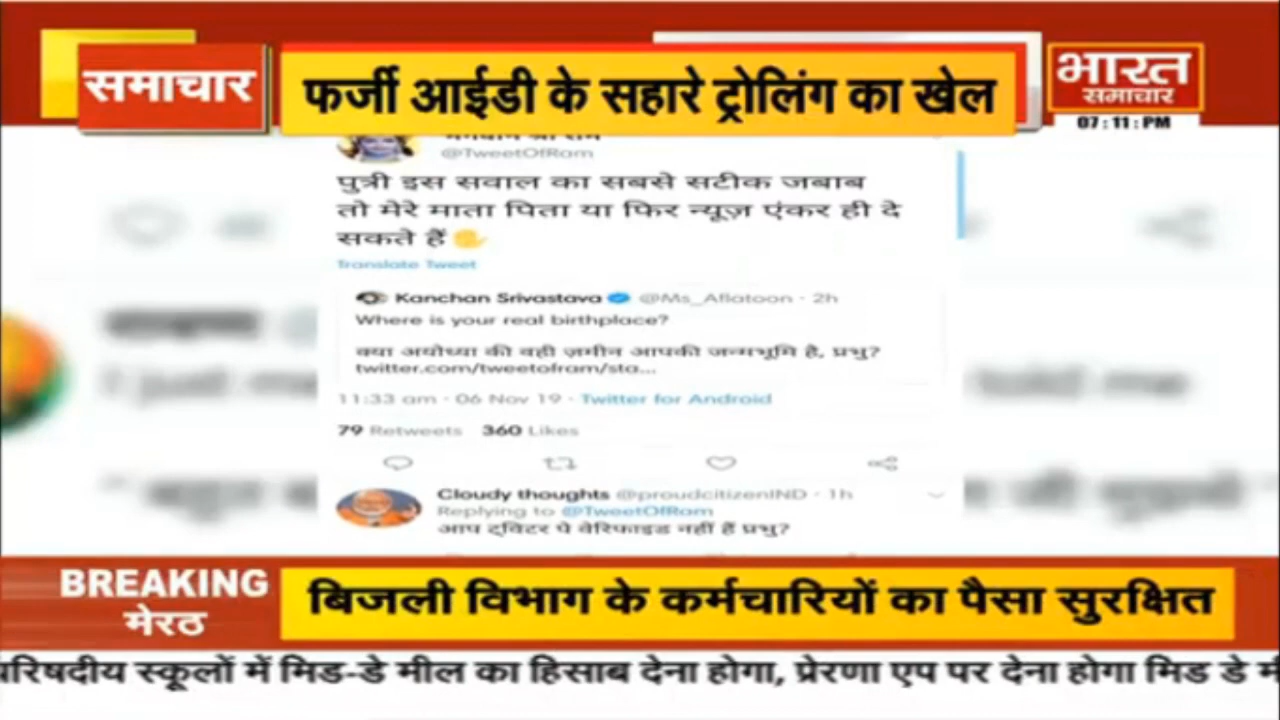 समाचार
फर्जी आईडी के सहारे ट्रोलिंग का खेल
भारत
समाचार
07:11:PM
भगवान श्री राम
@TweetOfRam
पुत्री इस सवाल का सबसे सटीक जबाब
तो मेरे माता पिता या फिर न्यूज़ एंकर ही दे
सकते हैं ✋
Translate Tweet
Kanchan Srivastava @Ms_Aflatoon · 2h
Where is your real birthplace?
क्या अयोध्या की वही ज़मीन आपकी जन्मभूमि है, प्रभु?
twitter.com/tweetofram/sta...
11:33 am · 06 Nov 19 · Twitter for Android
79 Retweets 360 Likes
Cloudy thoughts @proudcitizenIND · 1h
Replying to @TweetOfRam
आप ट्विटर पे वेरिफाइड नहीं हैं प्रभु?
BREAKING
मेरठ
बिजली विभाग के कर्मचारियों का पैसा सुरक्षित
परिषदीय स्कूलों में मिड-डे मील का हिसाब देना होगा, प्रेरणा एप पर देना होगा मिड डे